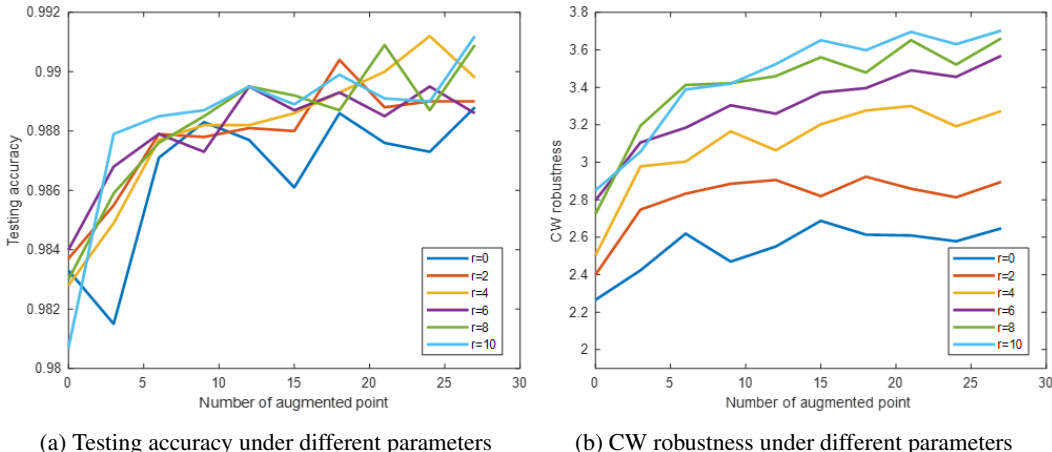 0.992
0.99
0.988
0.986
0.984
0.982
0.98
Testing accuracy
0 5 10 15 20 25 30
Number of augmented point
r=0
r=2
r=4
r=6
r=8
r=10
(a) Testing accuracy under different parameters
3.8
3.6
3.4
3.2
3
2.8
2.6
2.4
2.2
2
CW robustness
0 5 10 15 20 25 30
Number of augmented point
r=0
r=2
r=4
r=6
r=8
r=10
(b) CW robustness under different parameters